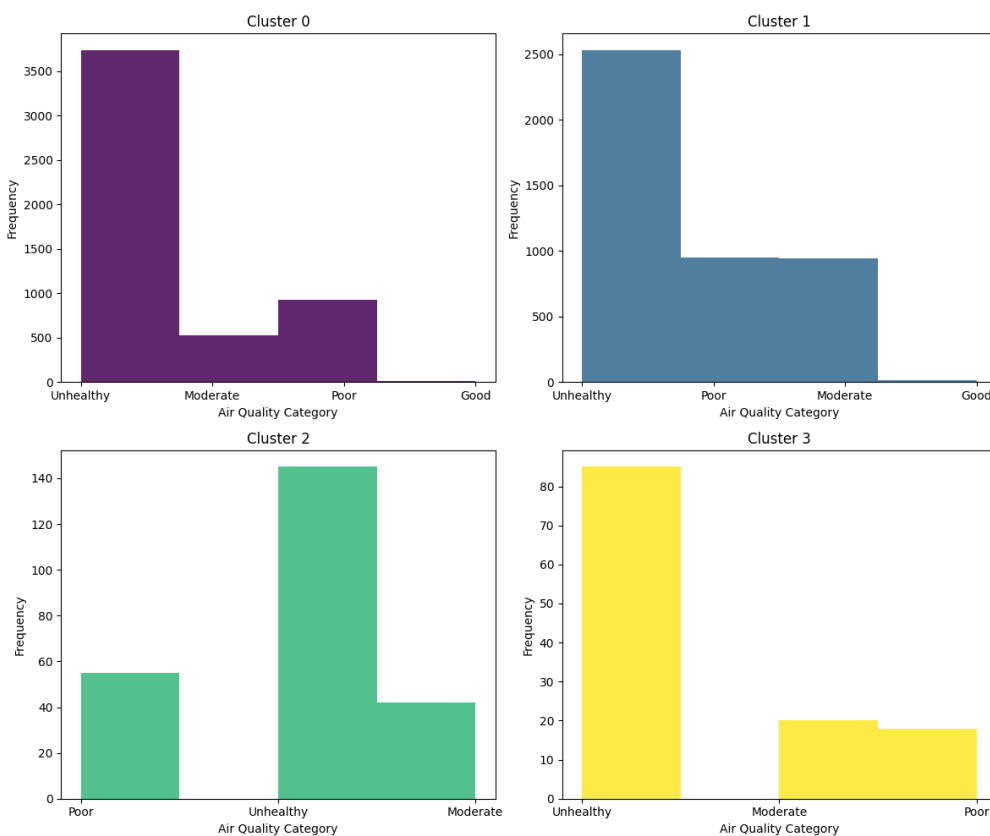 Cluster 0
3500
3000
2500
2000
1500
1000
500
0
Frequency
Unhealthy Moderate Poor Good
Air Quality Category
Cluster 1
2500
2000
1500
1000
500
0
Frequency
Unhealthy Poor Moderate Good
Air Quality Category
Cluster 2
140
120
100
80
60
40
20
0
Frequency
Poor Unhealthy Moderate
Air Quality Category
Cluster 3
80
70
60
50
40
30
20
10
0
Frequency
Unhealthy Moderate Poor
Air Quality Category